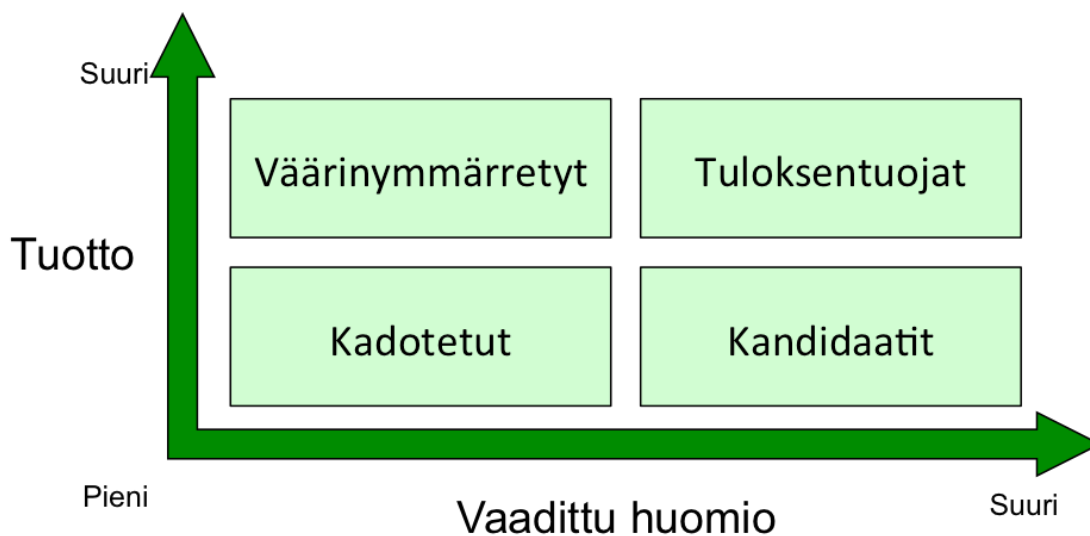 Suuri
Väärinymmärretyt
Tuloksentuojat
Tuotto
Kadotetut
Kandidaatit
Pieni
Vaadittu huomio
Suuri